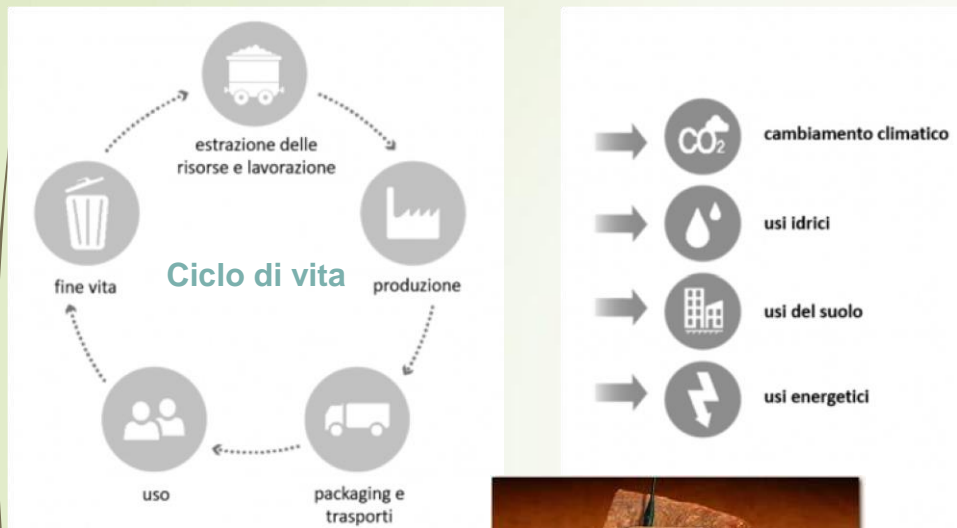 estrazione delle
risorse e lavorazione
produzione
packaging e
trasporti
uso
fine vita
Ciclo di vita
CO2
cambiamento climatico
usi idrici
usi del suolo
usi energetici